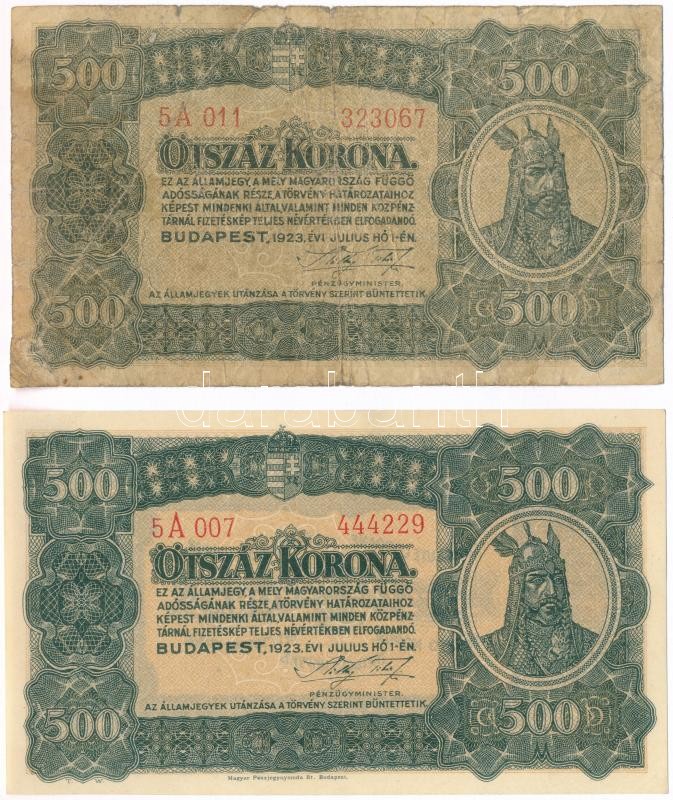 500 500
5A 011 323067
ÖTSZÁZ KORONA.
EZ AZ ÁLLAMJEGY, A MELY MAGYARORSZÁG FÜGGŐ
ADÓSSÁGÁNAK RÉSZE, A TÖRVÉNY HATÁROZATAIHOZ
KÉPEST MINDENKI ÁLTAL VALAMINT MINDEN KÖZPÉNZ-
TÁRNÁL FIZETÉSKÉP TELJES NÉVÉRTÉKBEN ELFOGADANDÓ.
BUDAPEST, 1923. ÉVI JULIUS HÓ 1-ÉN.
PÉNZÜGYMINISTER.
AZ ÁLLAMJEGYEK UTÁNZÁSA A TÖRVÉNY SZERINT BÜNTETTETIK.
500 500
darabanth
500 500
5A 007 444229
ÖTSZÁZ KORONA.
EZ AZ ÁLLAMJEGY, A MELY MAGYARORSZÁG FÜGGŐ
ADÓSSÁGÁNAK RÉSZE, A TÖRVÉNY HATÁROZATAIHOZ
KÉPEST MINDENKI ÁLTAL, VALAMINT MINDEN KÖZPÉNZ-
TÁRNÁL FIZETÉSKÉP TELJES NÉVÉRTÉKBEN ELFOGADANDÓ.
BUDAPEST, 1923. ÉVI JULIUS HÓ 1-ÉN.
PÉNZÜGYMINISTER.
AZ ÁLLAMJEGYEK UTÁNZÁSA A TÖRVÉNY SZERINT BÜNTETTETIK.
500 500
Magyar Pénzjegynyomda Rt. Budapest.